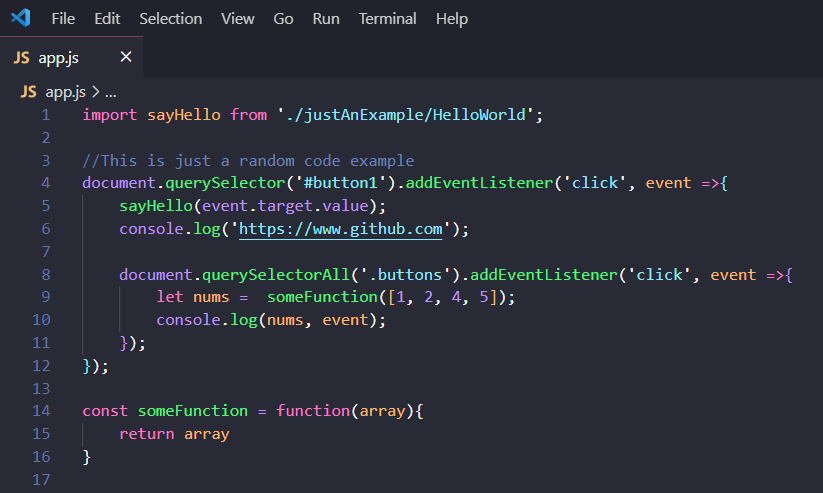 File Edit Selection View Go Run Terminal Help
JS app.js ×
JS app.js > ...
1 import sayHello from './justAnExample/HelloWorld';
2
3 //This is just a random code example
4 document.querySelector('#button1').addEventListener('click', event =>{
5     sayHello(event.target.value);
6     console.log('https://www.github.com');
7
8     document.querySelectorAll('.buttons').addEventListener('click', event =>{
9         let nums =  someFunction([1, 2, 4, 5]);
10         console.log(nums, event);
11     });
12 });
13
14 const someFunction = function(array){
15     return array
16 }
17